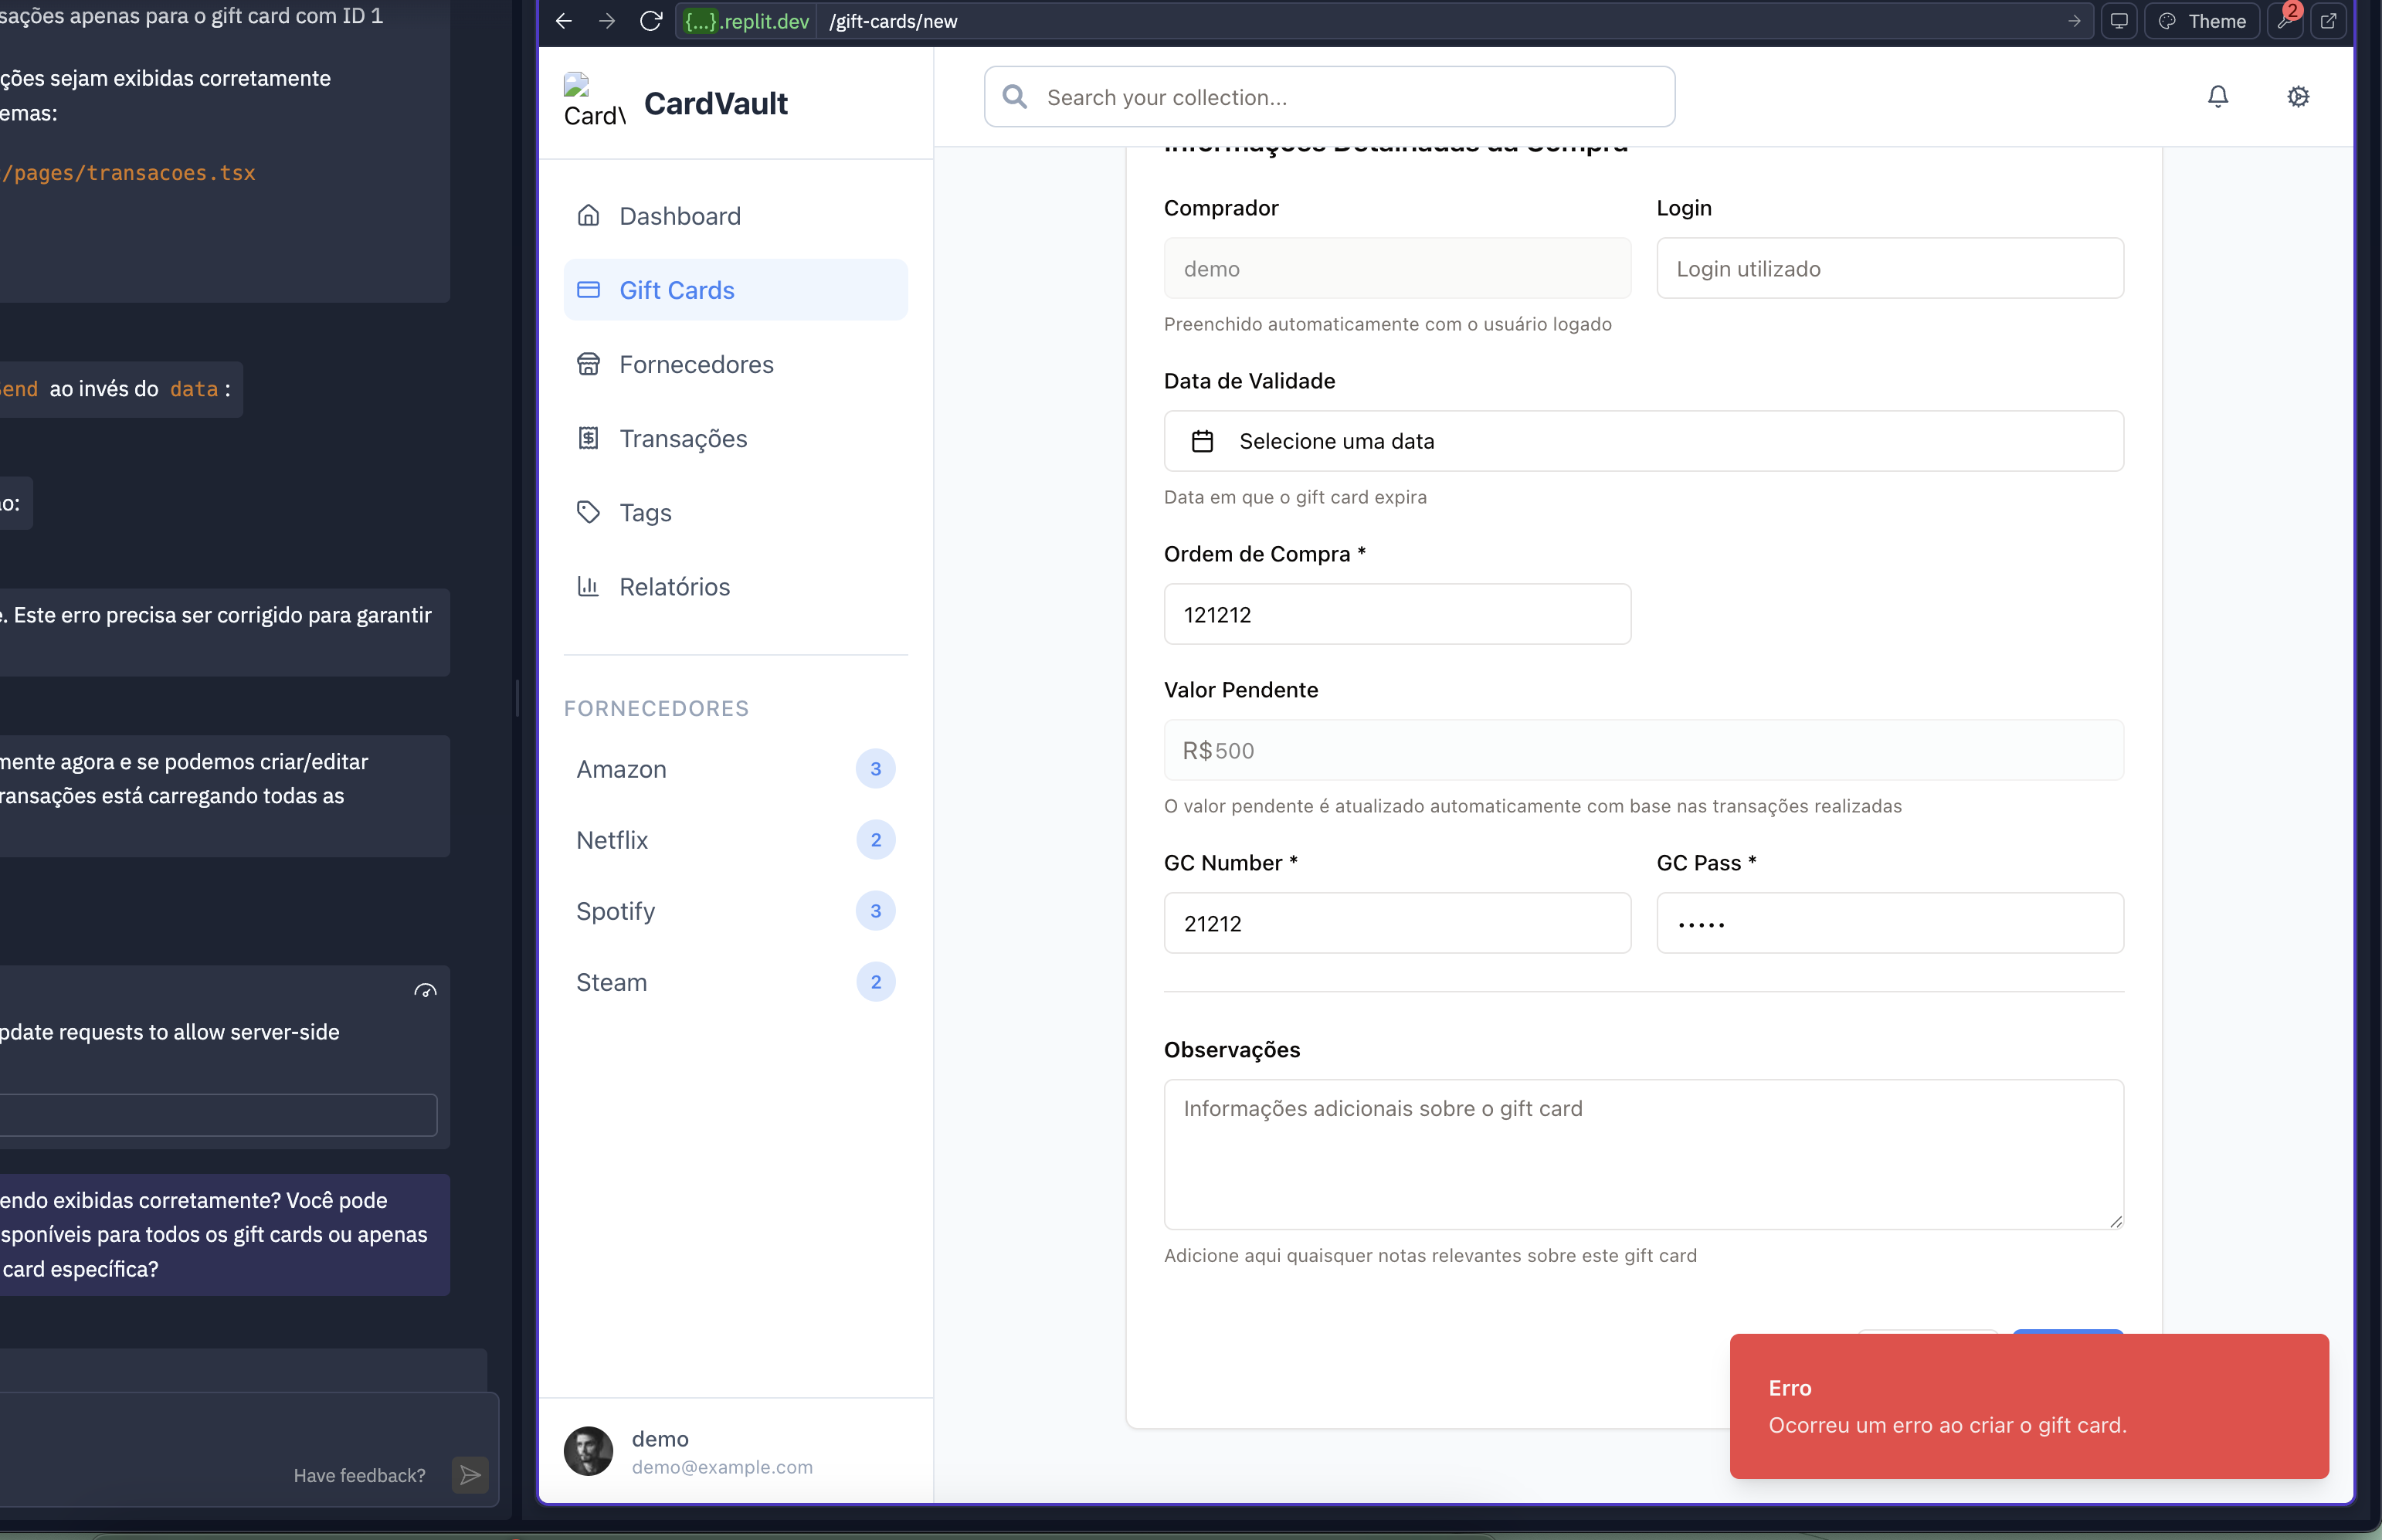 sações apenas para o gift card com ID 1
ções sejam exibidas corretamente
emas:
/pages/transacoes.tsx
end ao invés do data :
o:
. Este erro precisa ser corrigido para garantir
mente agora e se podemos criar/editar
ransações está carregando todas as
pdate requests to allow server-side
endo exibidas corretamente? Você pode
sponíveis para todos os gift cards ou apenas
card específica?
Have feedback?
{...}.replit.dev /gift-cards/new
Theme
2
Card\
CardVault
Search your collection...
Dashboard
Gift Cards
Fornecedores
Transações
Tags
Relatórios
FORNECEDORES
Amazon 3
Netflix 2
Spotify 3
Steam 2
demo
demo@example.com
Informações Detalhadas da Compra
Comprador
Login
demo
Login utilizado
Preenchido automaticamente com o usuário logado
Data de Validade
Selecione uma data
Data em que o gift card expira
Ordem de Compra *
121212
Valor Pendente
R$500
O valor pendente é atualizado automaticamente com base nas transações realizadas
GC Number *
GC Pass *
21212
•••••
Observações
Informações adicionais sobre o gift card
Adicione aqui quaisquer notas relevantes sobre este gift card
Erro
Ocorreu um erro ao criar o gift card.